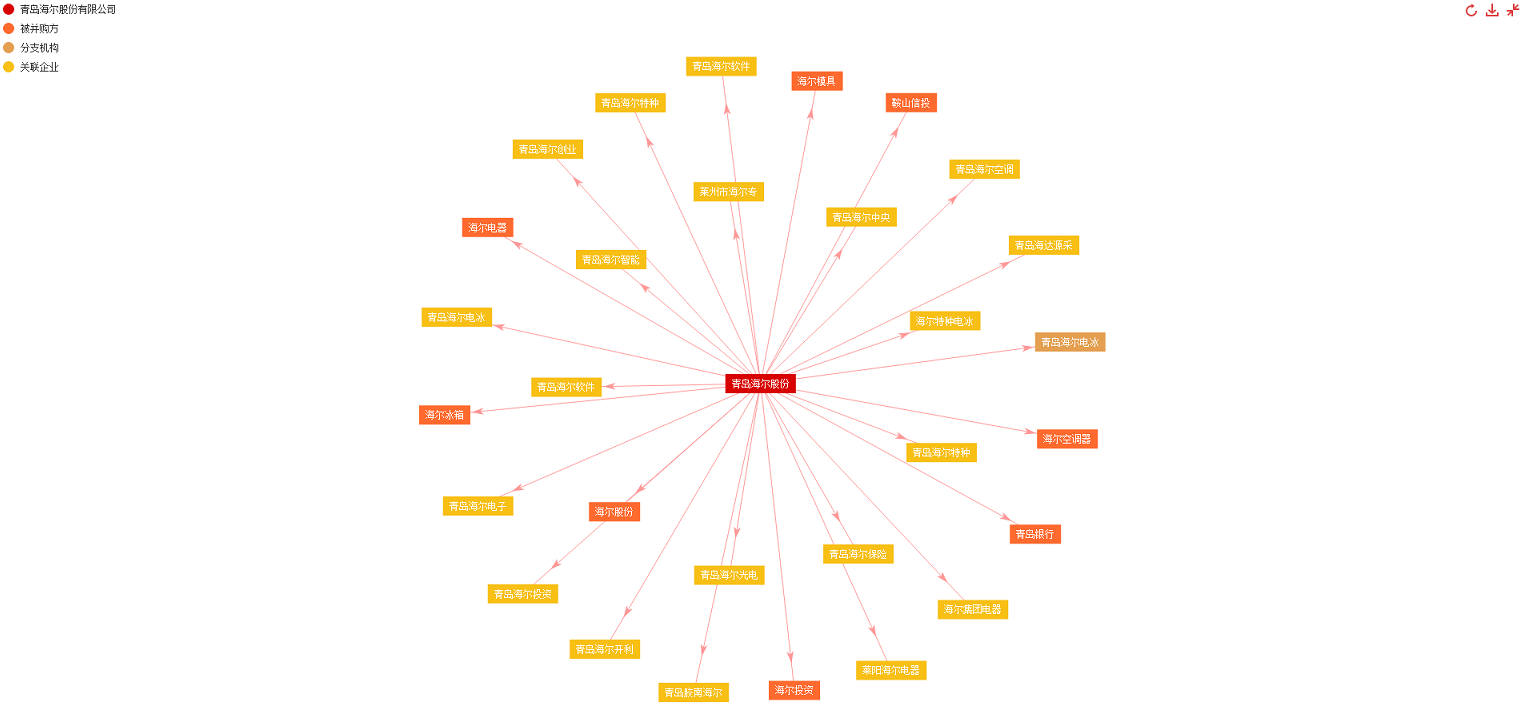 青岛海尔股份有限公司
被并购方
分支机构
关联企业
青岛海尔软件
海尔模具
青岛海尔特种
鞍山信投
青岛海尔创业
青岛海尔空调
莱州市海尔专
青岛海尔中央
海尔电器
青岛海达源采
青岛海尔智能
青岛海尔电冰
海尔特种电冰
青岛海尔电冰
青岛海尔股份
青岛海尔软件
海尔冰箱
海尔空调器
青岛海尔特种
青岛海尔电子
海尔股份
青岛银行
青岛海尔保险
青岛海尔光电
青岛海尔投资
海尔集团电器
青岛海尔开利
莱阳海尔电器
青岛胶南海尔
海尔投资